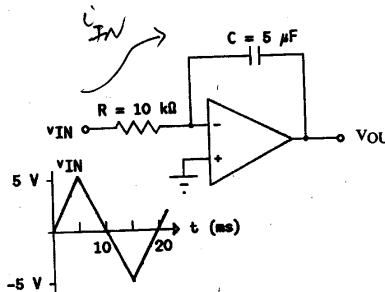 i_IN
C = 5 µF
R = 10 kΩ
vIN
-
+
VOU
vIN
5 V
t (ms)
10
20
-5 V